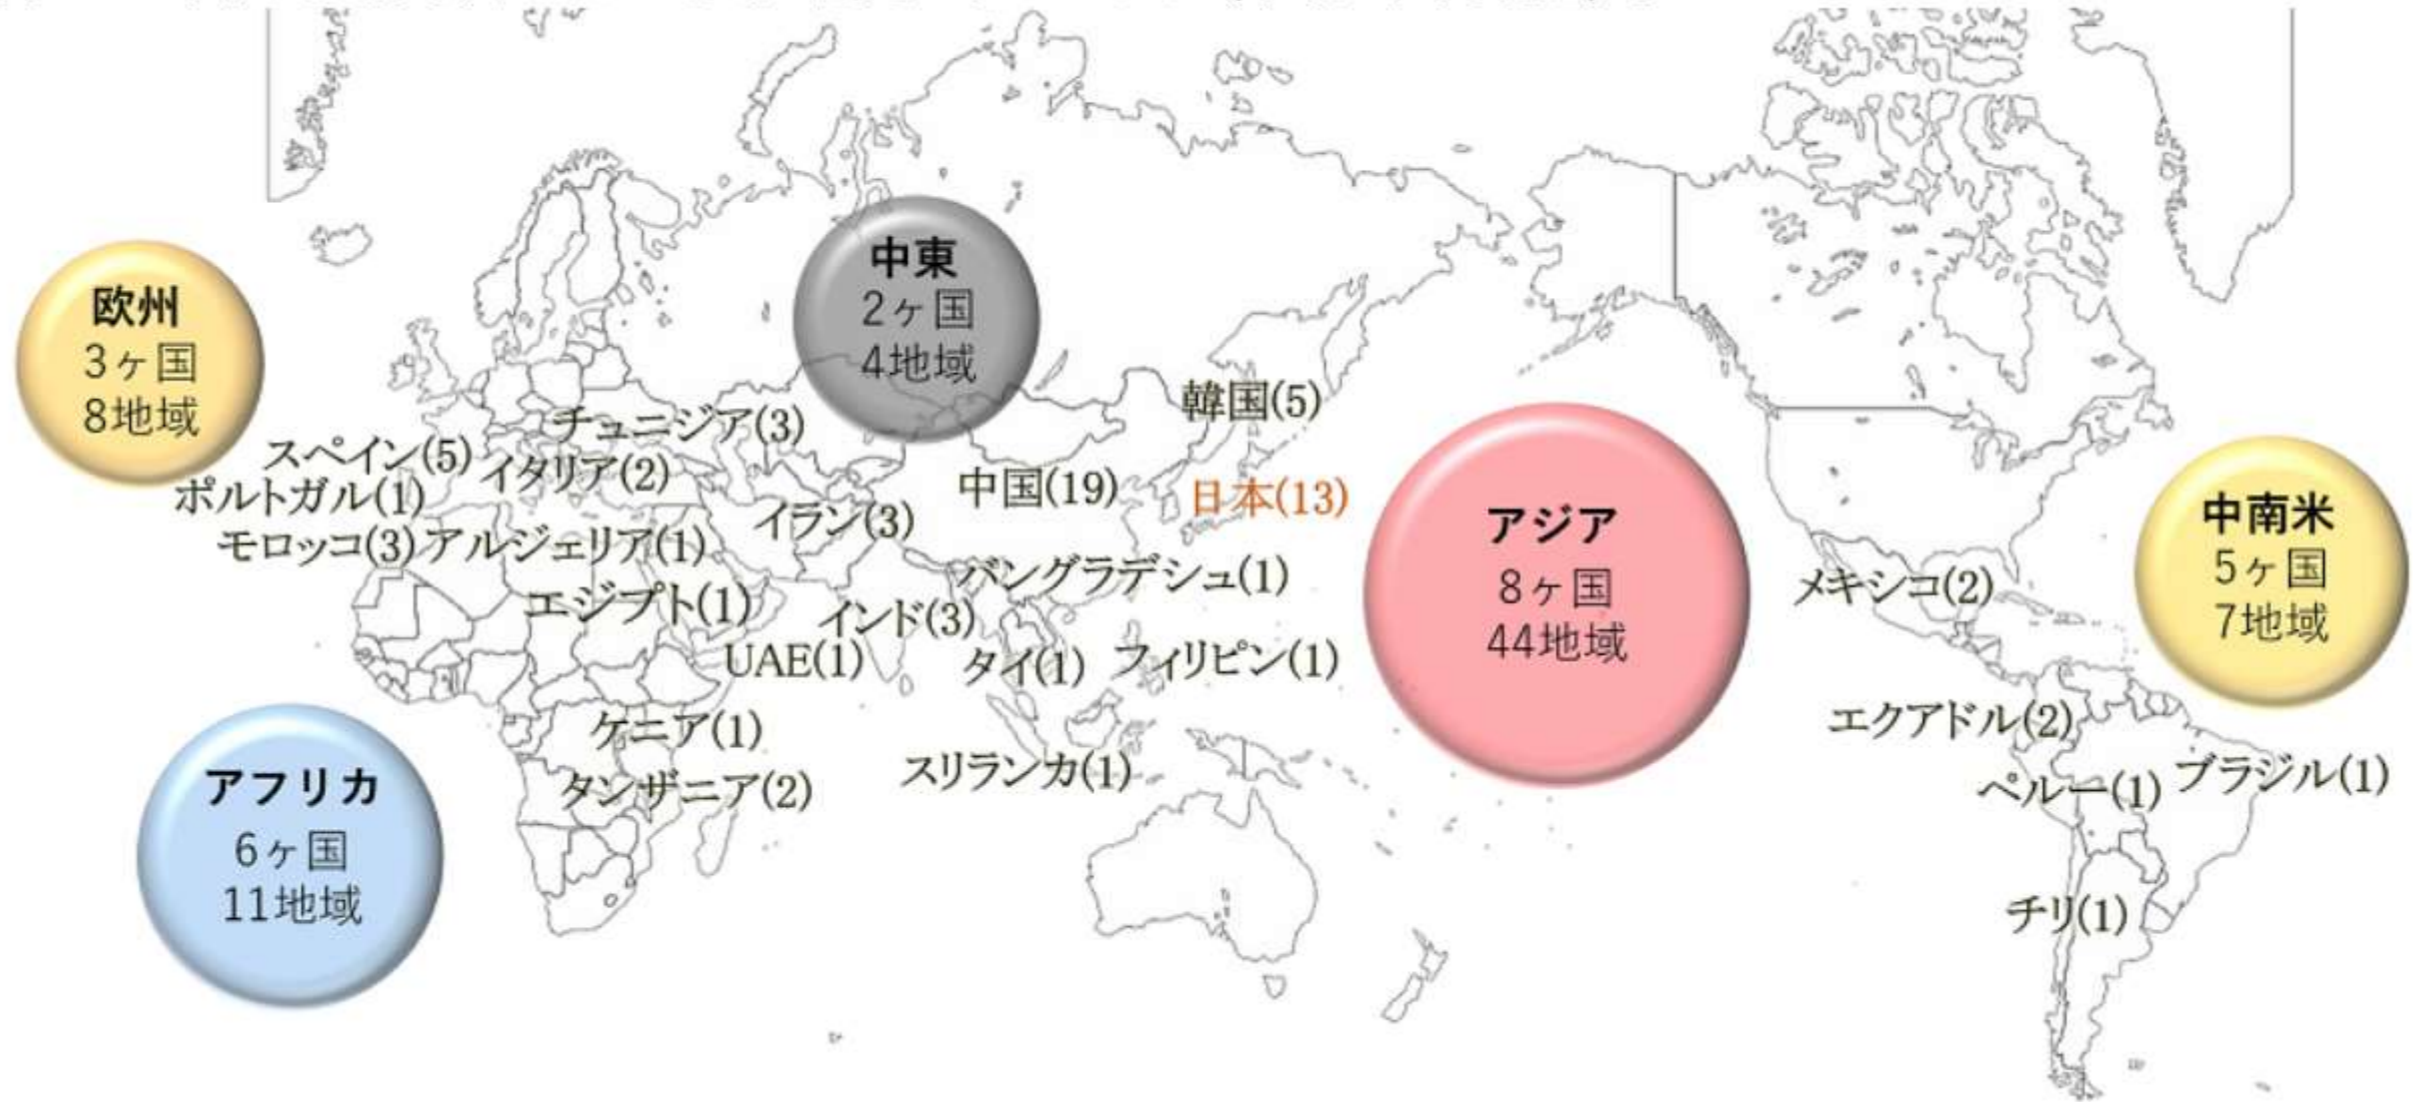 欧州
3ヶ国
8地域
中東
2ヶ国
4地域
アジア
8ヶ国
44地域
中南米
5ヶ国
7地域
アフリカ
6ヶ国
11地域
韓国(5)
チュニジア(3)
スペイン(5)
イタリア(2)
中国(19)
日本(13)
ポルトガル(1)
イラン(3)
モロッコ(3)
アルジェリア(1)
バングラデシュ(1)
メキシコ(2)
エジプト(1)
インド(3)
UAE(1)
タイ(1)
フィリピン(1)
ケニア(1)
エクアドル(2)
スリランカ(1)
タンザニア(2)
ペルー(1)
ブラジル(1)
チリ(1)